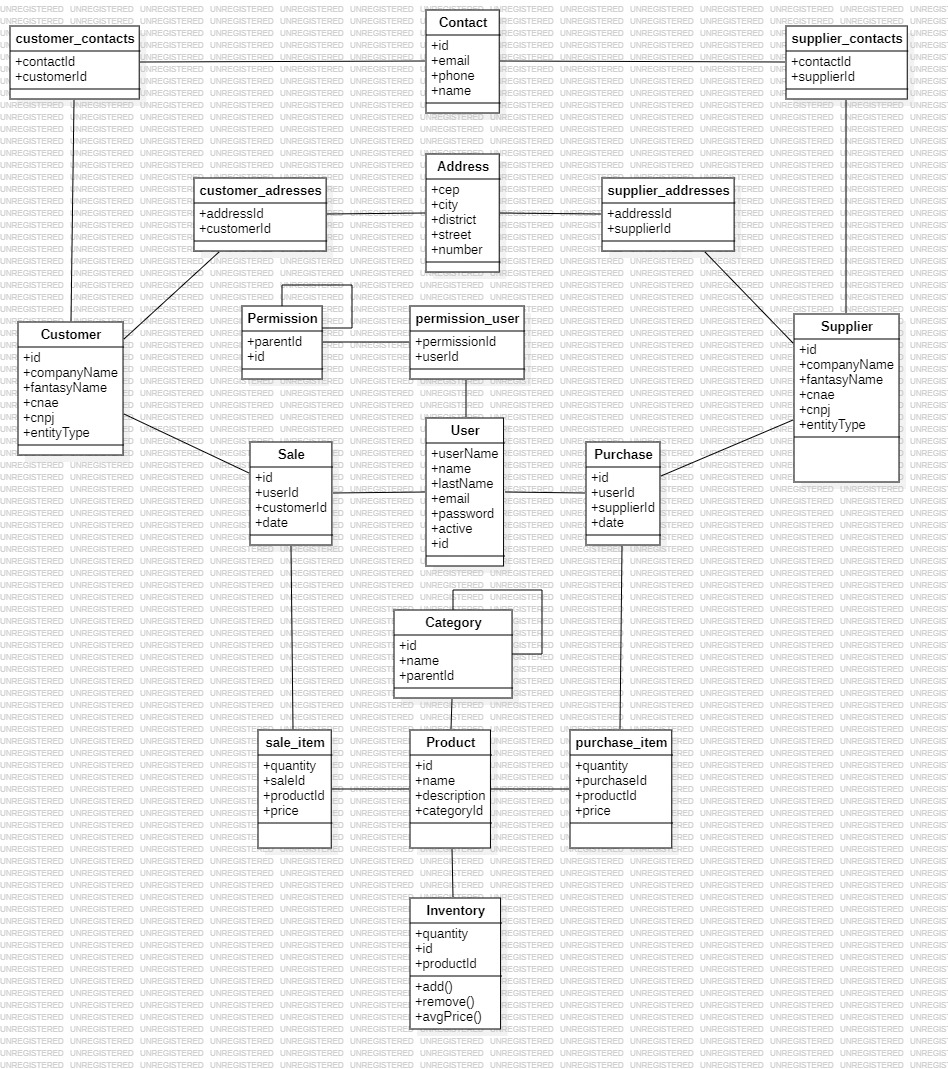 Contact
+id
+email
+phone
+name
customer_contacts
+contactId
+customerId
supplier_contacts
+contactId
+supplierId
Address
+cep
+city
+district
+street
+number
customer_adresses
+addressId
+customerId
supplier_addresses
+addressId
+supplierId
Permission
+parentId
+id
permission_user
+permissionId
+userId
Customer
+id
+companyName
+fantasyName
+cnae
+cnpj
+entityType
Supplier
+id
+companyName
+fantasyName
+cnae
+cnpj
+entityType
Sale
+id
+userId
+customerId
+date
User
+userName
+name
+lastName
+email
+password
+active
+id
Purchase
+id
+userId
+supplierId
+date
Category
+id
+name
+parentId
sale_item
+quantity
+saleId
+productId
+price
Product
+id
+name
+description
+categoryId
purchase_item
+quantity
+purchaseId
+productId
+price
Inventory
+quantity
+id
+productId
+add()
+remove()
+avgPrice()
UNREGISTERED